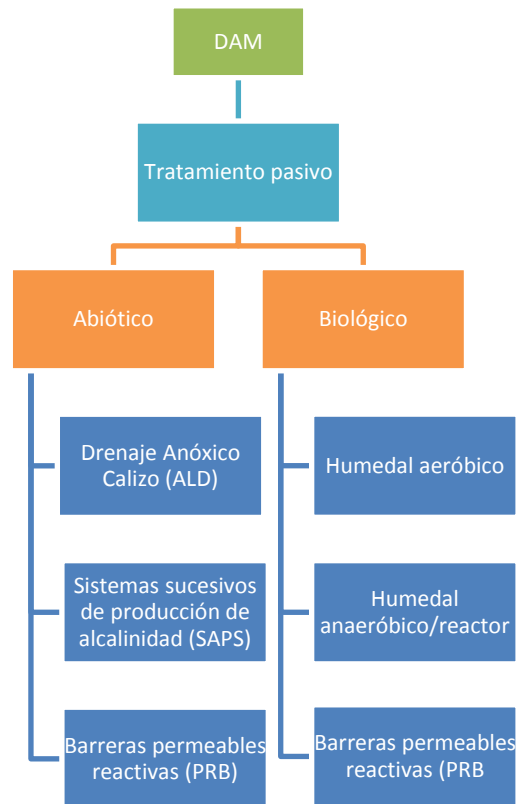 DAM
Tratamiento pasivo
Abiótico
Biológico
Drenaje Anóxico
Calizo (ALD)
Sistemas sucesivos
de producción de
alcalinidad (SAPS)
Barreras permeables
reactivas (PRB)
Humedal aeróbico
Humedal
anaeróbico/reactor
Barreras permeables
reactivas (PRB